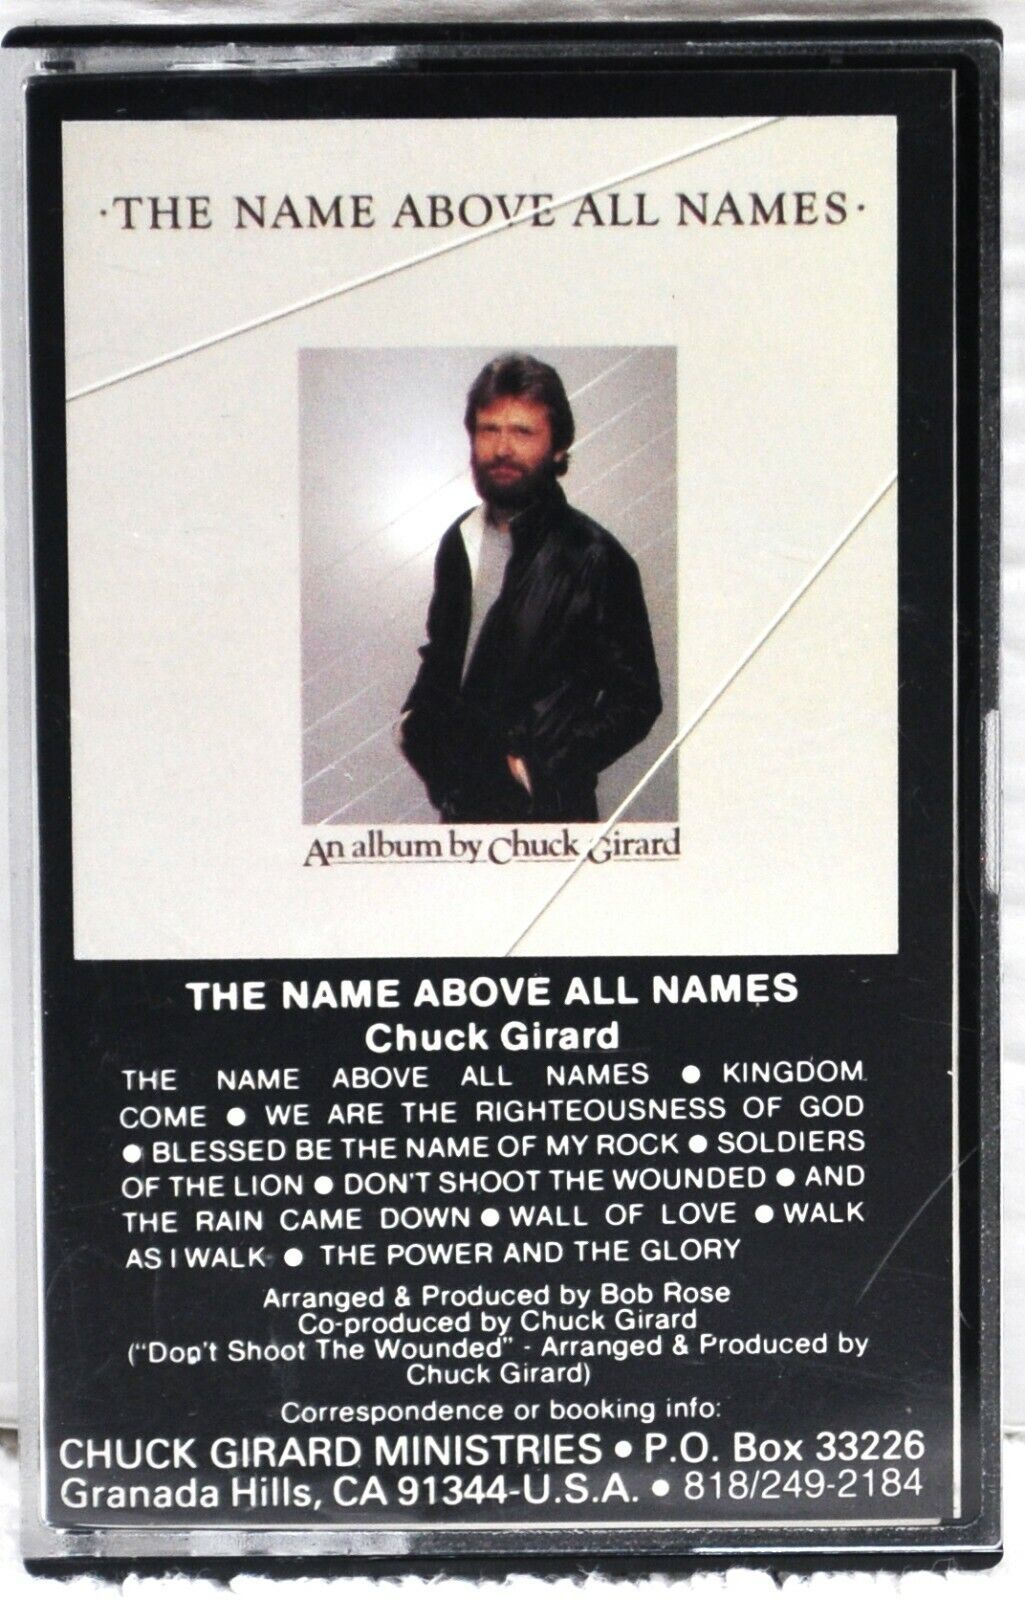 ·THE NAME ABOVE ALL NAMES·
An album by Chuck Girard
THE NAME ABOVE ALL NAMES
Chuck Girard
THE NAME ABOVE ALL NAMES ● KINGDOM
COME ● WE ARE THE RIGHTEOUSNESS OF GOD
● BLESSED BE THE NAME OF MY ROCK ● SOLDIERS
OF THE LION ● DON'T SHOOT THE WOUNDED ● AND
THE RAIN CAME DOWN ● WALL OF LOVE ● WALK
AS I WALK ● THE POWER AND THE GLORY
Arranged & Produced by Bob Rose
Co-produced by Chuck Girard
("Don't Shoot The Wounded" - Arranged & Produced by
Chuck Girard)
Correspondence or booking info:
CHUCK GIRARD MINISTRIES • P.O. Box 33226
Granada Hills, CA 91344-U.S.A. • 818/249-2184